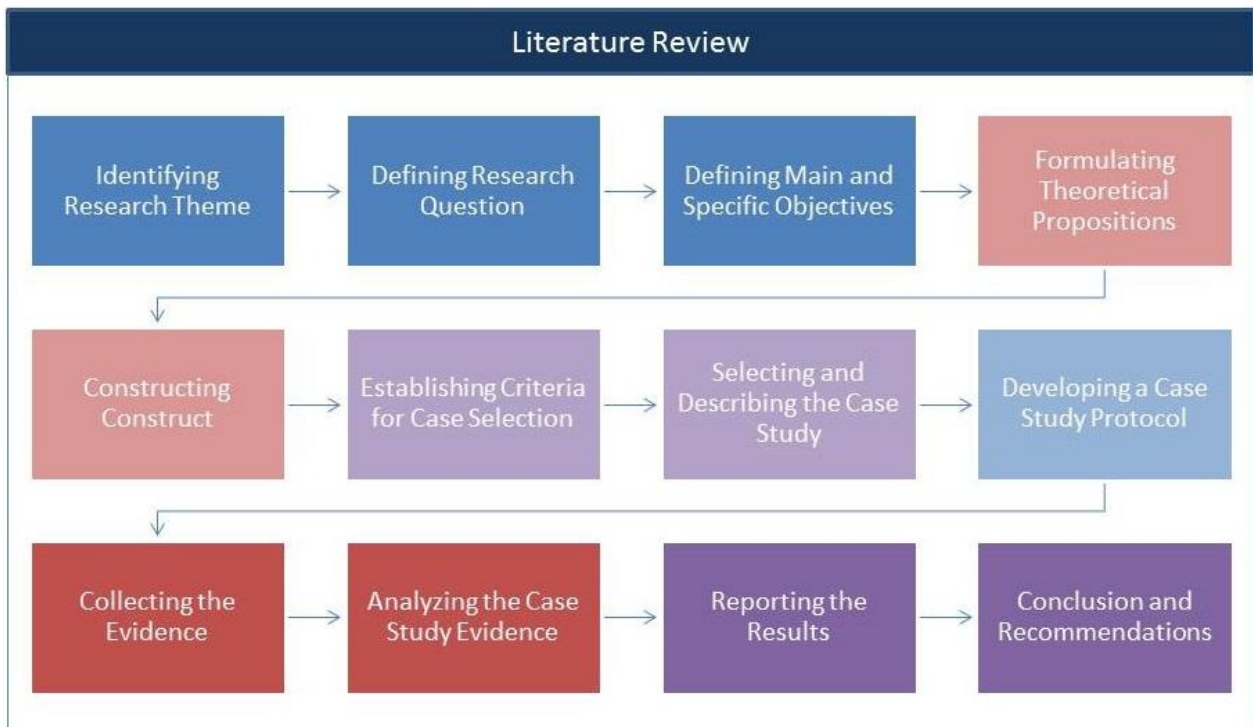 Literature Review
Identifying
Research Theme
Defining Research
Question
Defining Main and
Specific Objectives
Formulating
Theoretical
Propositions
Constructing
Construct
Establishing Criteria
for Case Selection
Selecting and
Describing the Case
Study
Developing a Case
Study Protocol
Collecting the
Evidence
Analyzing the Case
Study Evidence
Reporting the
Results
Conclusion and
Recommendations